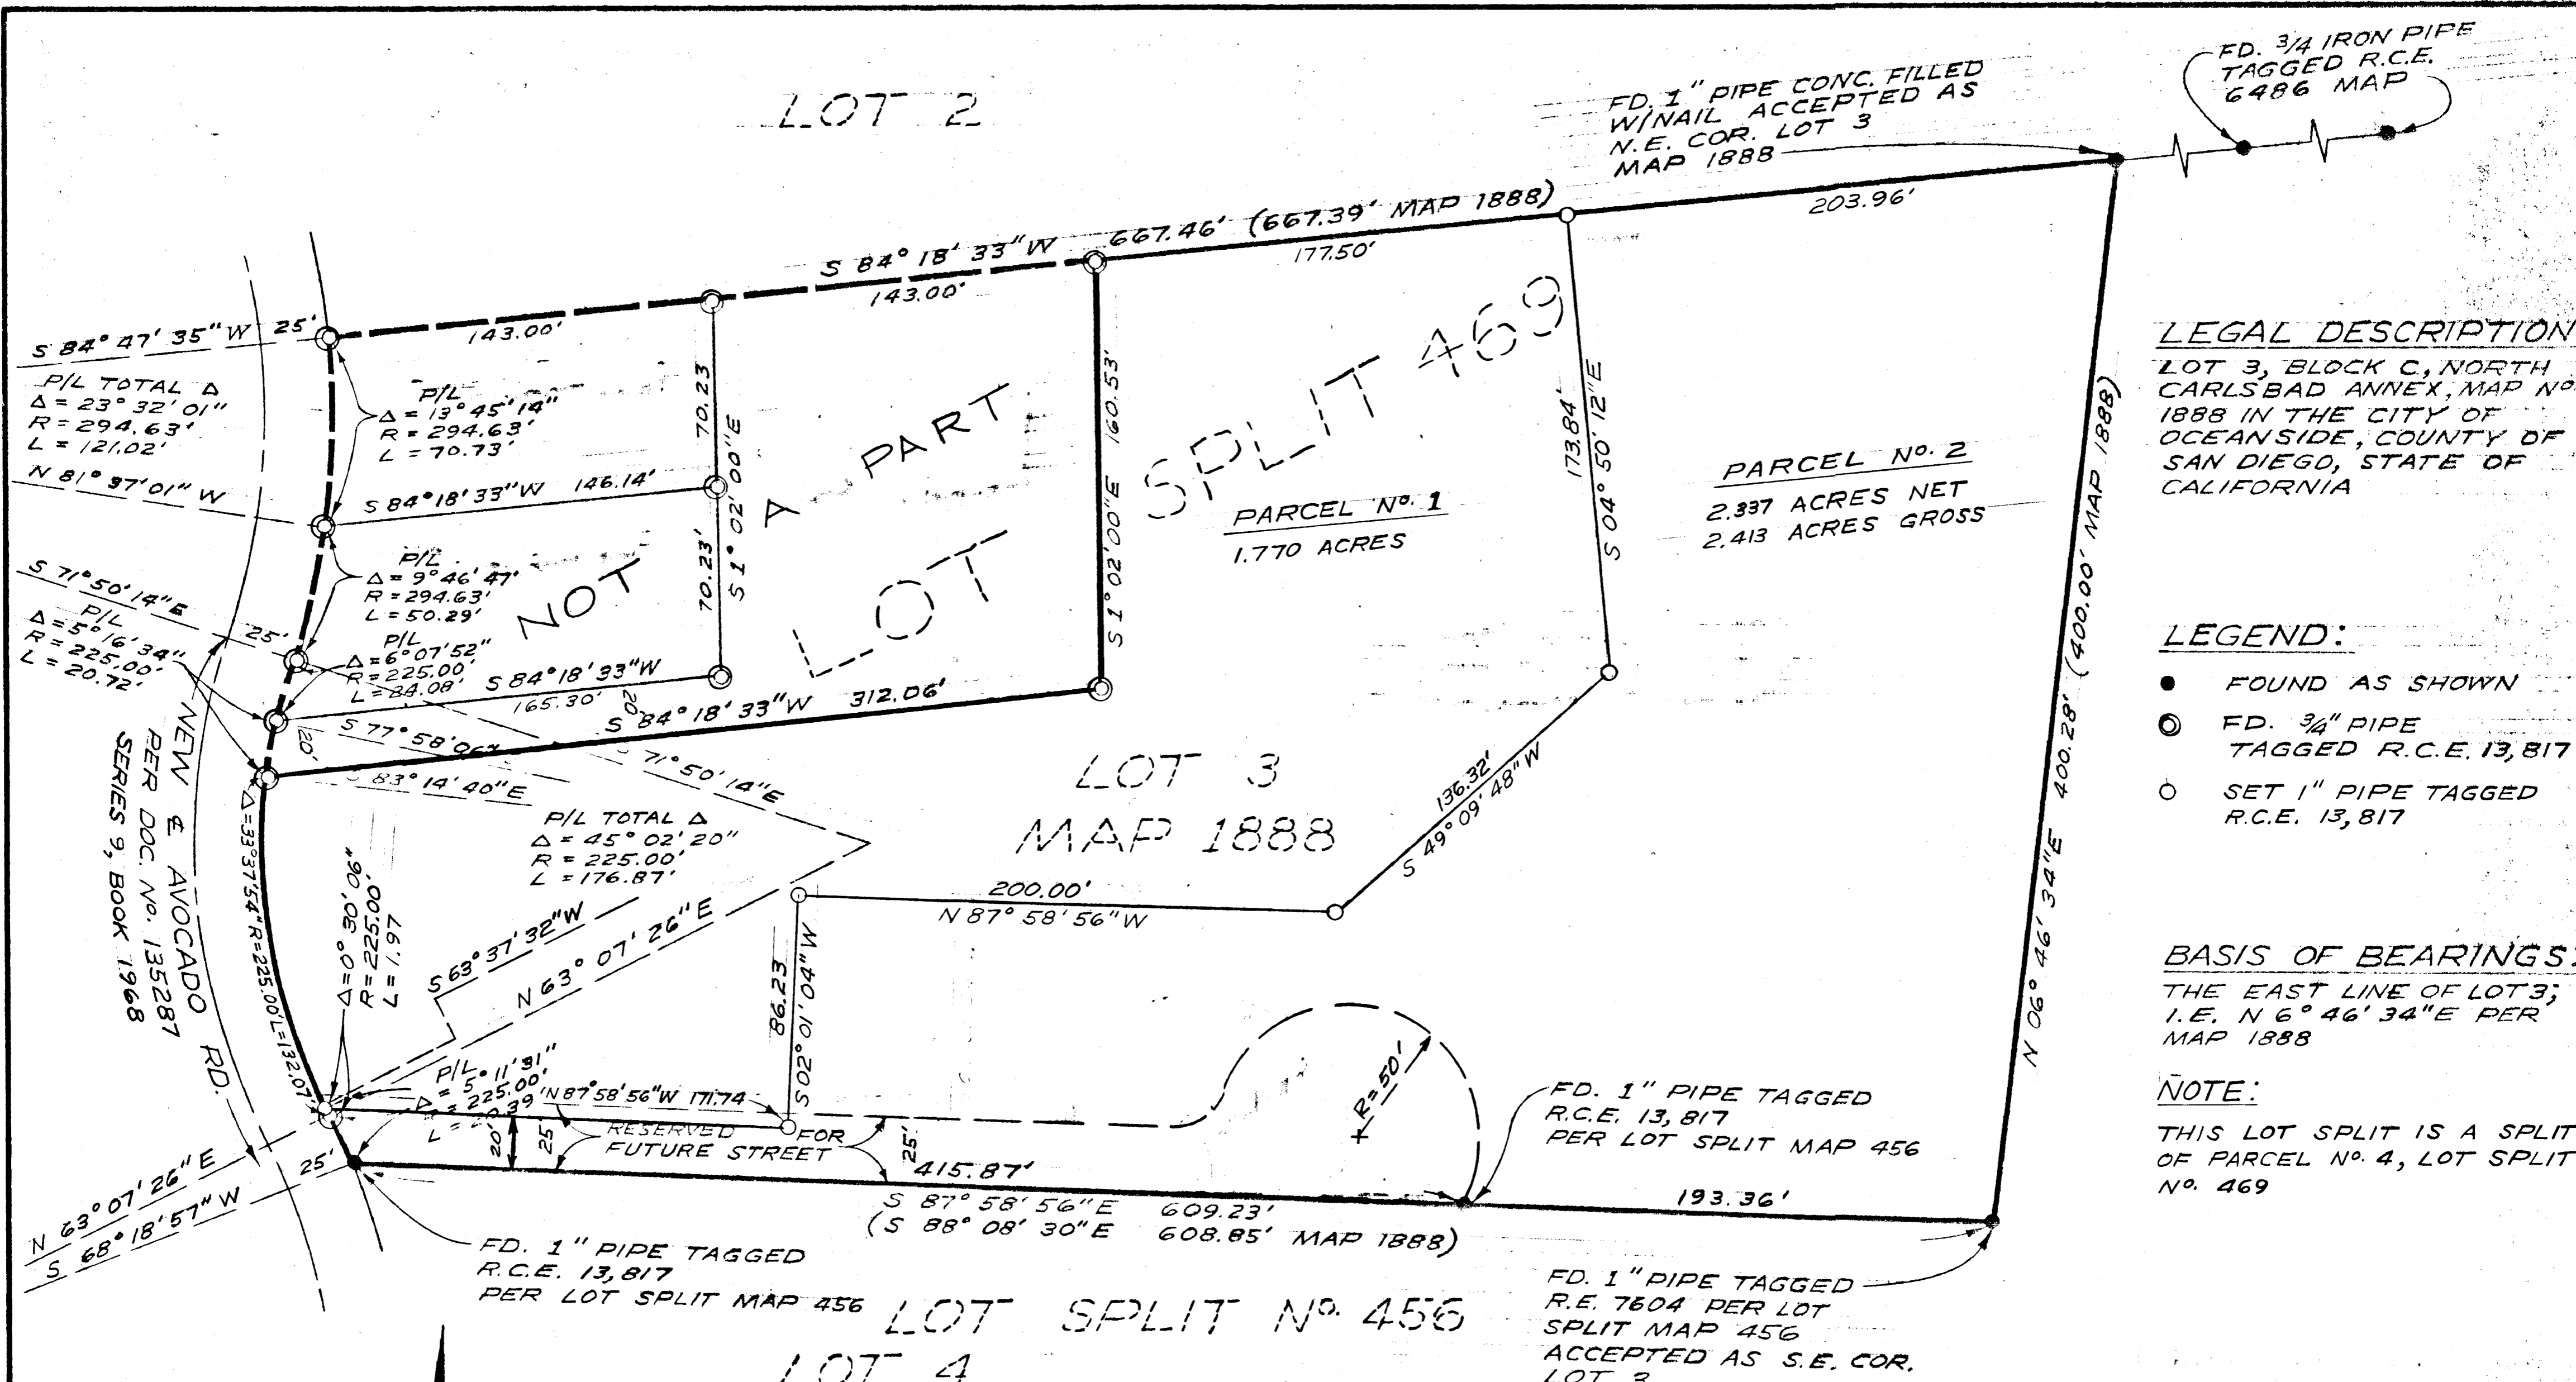 LOT 2
FD. 3/4 IRON PIPE
TAGGED R.C.E.
6486 MAP
FD. 1" PIPE CONC. FILLED
W/NAIL ACCEPTED AS
N.E. COR. LOT 3
MAP 1888
S 84° 18' 33" W 667.46' (667.39' MAP 1888)
203.96'
177.50'
143.00'
143.00'
S 84° 47' 35" W 25'
P/L TOTAL Δ
Δ = 23° 32' 01"
R = 294.63'
L = 121.02'
N 81° 37' 01" W
P/L
Δ = 13° 45' 14"
R = 294.63'
L = 70.73'
S 84° 18' 33" W 146.14'
70.23
70.23'
S 1° 02' 00" E
NOT A PART
LOT SPLIT 469
S 1° 02' 00" E 160.53'
PARCEL Nº. 1
1.770 ACRES
173.84'
S 04° 50' 12" E
PARCEL Nº. 2
2.337 ACRES NET
2.413 ACRES GROSS
N 06° 46' 34" E 400.28' (400.00' MAP 1888)
LEGAL DESCRIPTION
LOT 3, BLOCK C, NORTH
CARLSBAD ANNEX, MAP Nº
1888 IN THE CITY OF
OCEANSIDE, COUNTY OF
SAN DIEGO, STATE OF
CALIFORNIA
LEGEND:
FOUND AS SHOWN
FD. 3/4" PIPE
TAGGED R.C.E. 13,817
SET 1" PIPE TAGGED
R.C.E. 13,817
BASIS OF BEARINGS:
THE EAST LINE OF LOT 3;
I.E. N 6° 46' 34" E PER
MAP 1888
NOTE:
THIS LOT SPLIT IS A SPLIT
OF PARCEL Nº. 4, LOT SPLIT
Nº. 469
P/L
Δ = 9° 46' 47"
R = 294.63'
L = 50.29'
S 71° 50' 14" E
25'
P/L
Δ = 5° 16' 34"
R = 225.00'
L = 20.72'
P/L
Δ = 6° 07' 52"
R = 225.00'
L = 24.08'
S 84° 18' 33" W
165.30'
20'
20'
S 84° 18' 33" W 312.06'
S 77° 58' 06"
83° 14' 40" E
71° 50' 14" E
P/L TOTAL Δ
Δ = 45° 02' 20"
R = 225.00'
L = 176.87'
LOT 3
MAP 1888
136.32'
S 49° 09' 48" W
200.00'
N 87° 58' 56" W
86.23
S 02° 01' 04" W
S 63° 37' 32" W
N 63° 07' 26" E
Δ = 0° 30' 06"
R = 225.00'
L = 1.97
Δ = 33° 37' 54" R = 225.00' L = 132.07'
NEW ℄ AVOCADO RD.
PER DOC. Nº. 135287
SERIES 9, BOOK 1968
P/L
Δ = 5° 11' 31"
= 225.00'
L =
N 87° 58' 56" W 171.74
20'
25'
RESERVED FOR
FUTURE STREET
25'
R = 50'
415.87'
S 87° 58' 56" E 609.23'
(S 88° 08' 30" E 608.85' MAP 1888)
193.36'
FD. 1" PIPE TAGGED
R.C.E. 13,817
PER LOT SPLIT MAP 456
N 63° 07' 26" E
S 68° 18' 57" W
25'
FD. 1" PIPE TAGGED
R.C.E. 13,817
PER LOT SPLIT MAP 456
LOT SPLIT Nº. 456
LOT 4
FD. 1" PIPE TAGGED
R.E. 7604 PER LOT
SPLIT MAP 456
ACCEPTED AS S.E. COR.
LOT 3